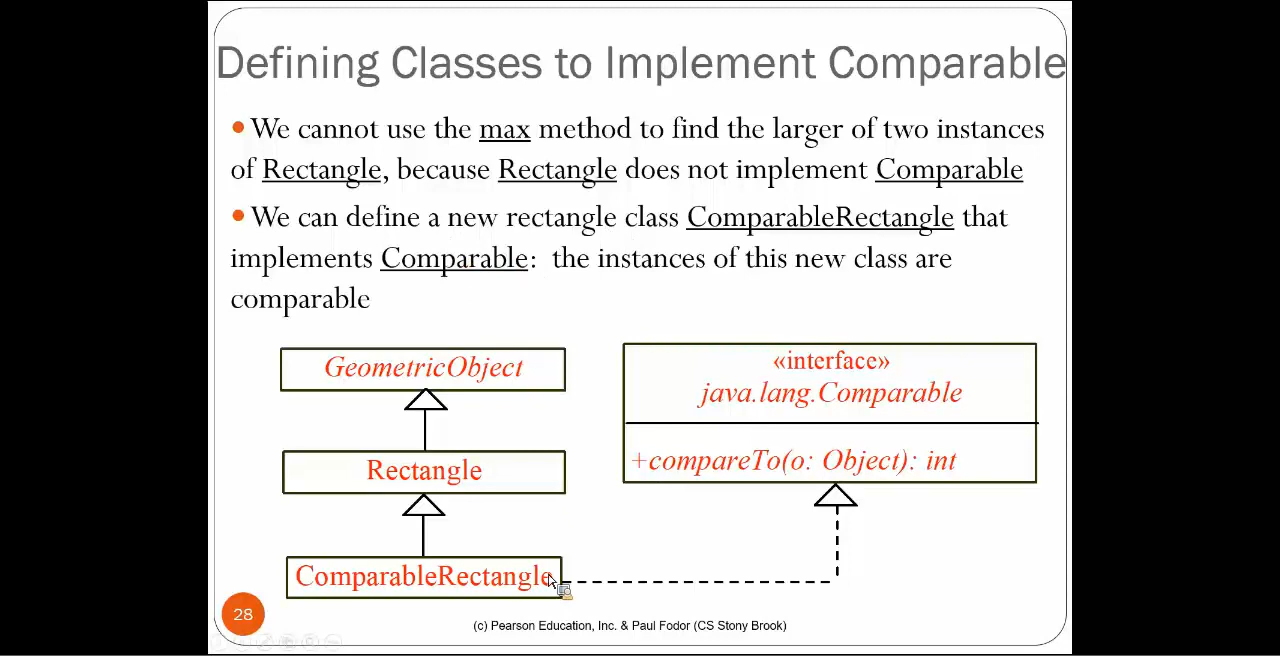 Defining Classes to Implement Comparable
We cannot use the max method to find the larger of two instances
of Rectangle, because Rectangle does not implement Comparable
We can define a new rectangle class ComparableRectangle that
implements Comparable: the instances of this new class are
comparable
GeometricObject
Rectangle
ComparableRectangle
«interface»
java.lang.Comparable
+compareTo(o: Object): int
28
(c) Pearson Education, Inc. & Paul Fodor (CS Stony Brook)